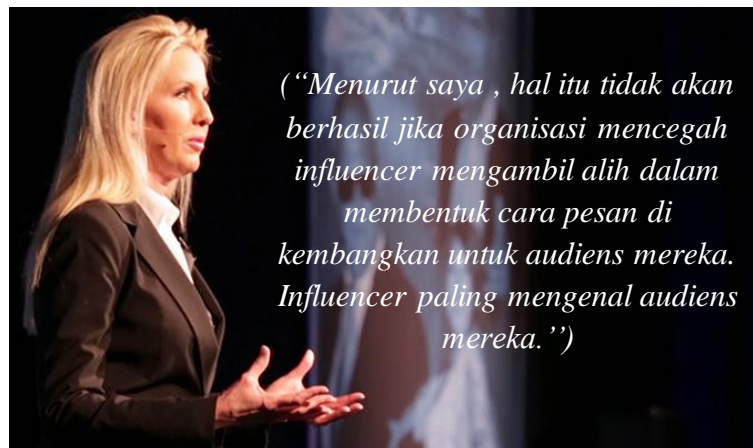 (“Menurut saya , hal itu tidak akan
berhasil jika organisasi mencegah
influencer mengambil alih dalam
membentuk cara pesan di
kembangkan untuk audiens mereka.
Influencer paling mengenal audiens
mereka.’’)